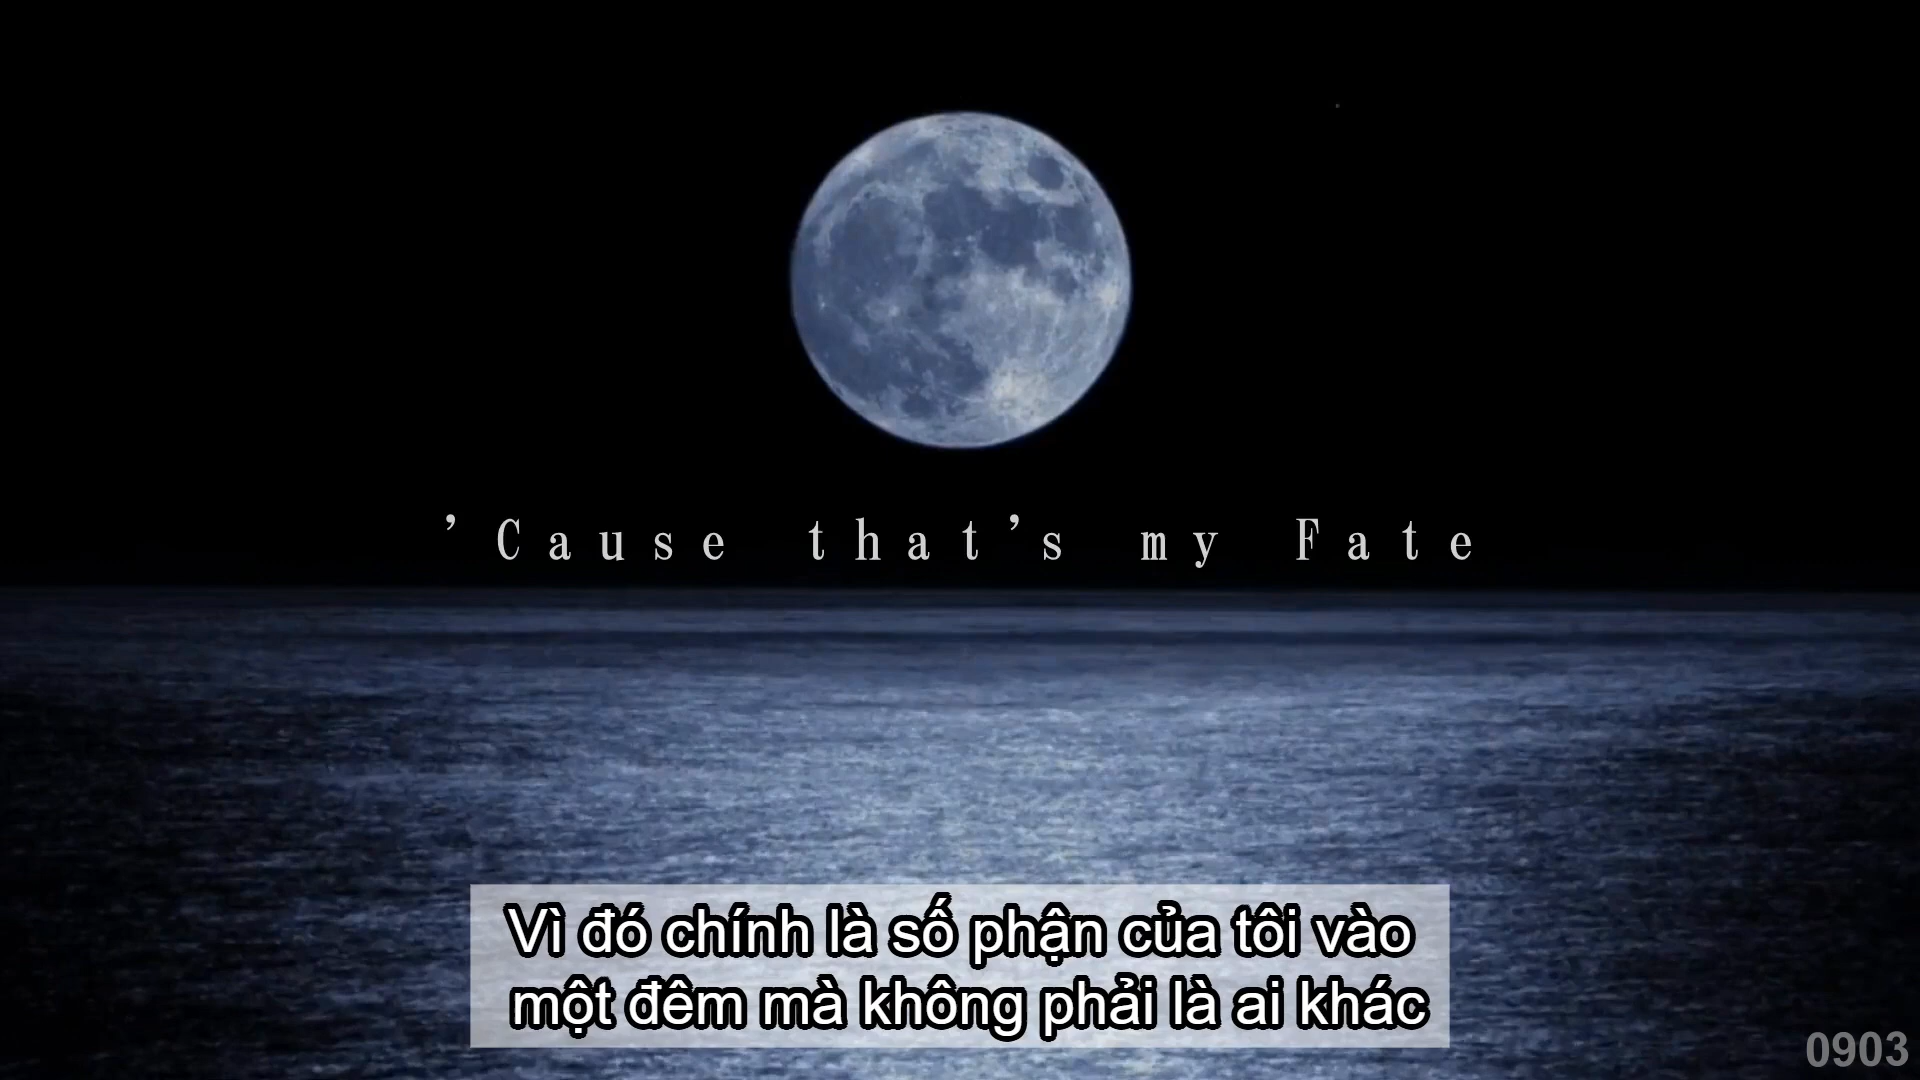 ’Cause that’s my Fate
Vì đó chính là số phận của tôi vào
một đêm mà không phải là ai khác
0903